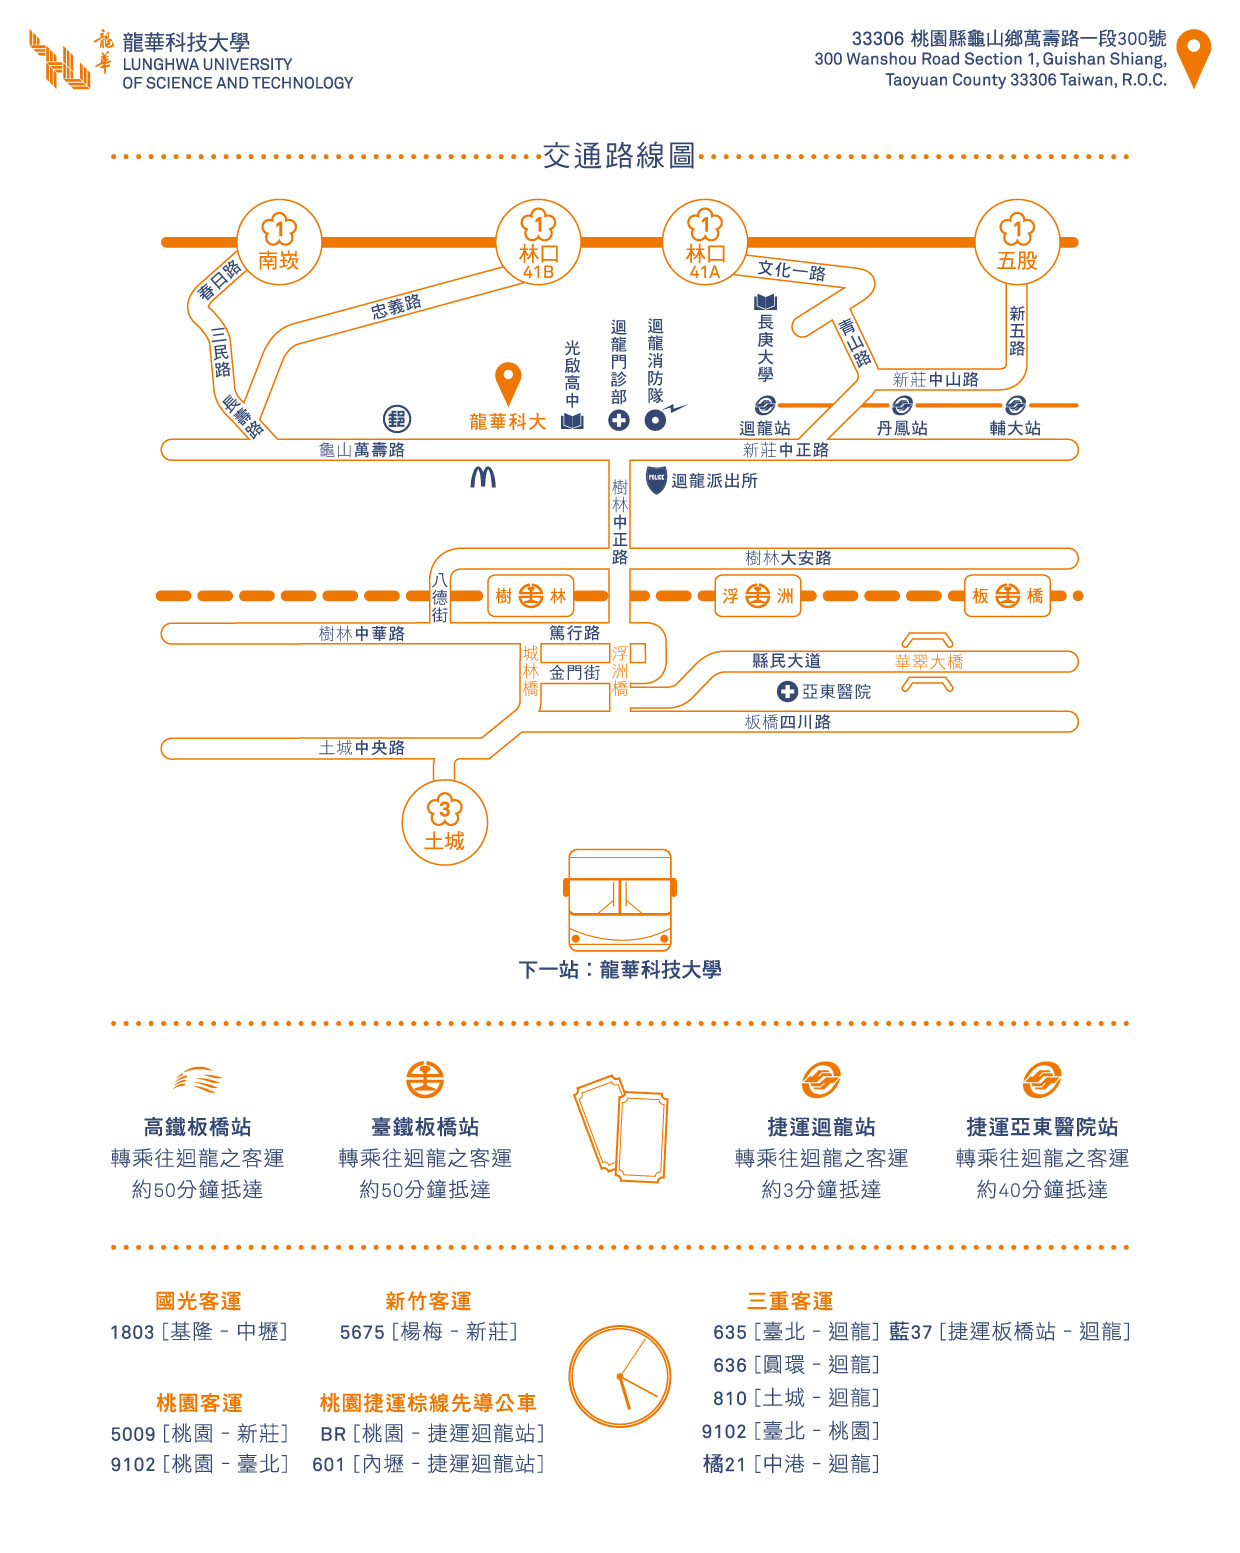 龍華
龍華科技大學
LUNGHWA UNIVERSITY
OF SCIENCE AND TECHNOLOGY
33306 桃園縣龜山鄉萬壽路一段300號
300 Wanshou Road Section 1, Guishan Shiang,
Taoyuan County 33306 Taiwan, R.O.C.
交通路線圖
1
南崁
1
林口
41B
1
林口
41A
1
五股
春日路
三民路
長壽路
忠義路
文化一路
青山路
新五路
新莊中山路
龍華科大
光啟高中
迴龍門診部
迴龍消防隊
長庚大學
迴龍站
丹鳳站
輔大站
郵
龜山萬壽路
新莊中正路
POLICE
迴龍派出所
樹林中正路
樹林大安路
八德街
樹 林
浮 洲
板 橋
樹林中華路
篤行路
城林橋
金門街
浮洲橋
縣民大道
華翠大橋
亞東醫院
板橋四川路
土城中央路
3
土城
下一站：龍華科技大學
高鐵板橋站
轉乘往迴龍之客運
約50分鐘抵達
臺鐵板橋站
轉乘往迴龍之客運
約50分鐘抵達
捷運迴龍站
轉乘往迴龍之客運
約3分鐘抵達
捷運亞東醫院站
轉乘往迴龍之客運
約40分鐘抵達
國光客運
1803 [基隆－中壢]
新竹客運
5675 [楊梅－新莊]
桃園客運
5009 [桃園－新莊]
9102 [桃園－臺北]
桃園捷運棕線先導公車
BR [桃園－捷運迴龍站]
601 [內壢－捷運迴龍站]
三重客運
635 [臺北－迴龍] 藍37 [捷運板橋站－迴龍]
636 [圓環－迴龍]
810 [土城－迴龍]
9102 [臺北－桃園]
橘21 [中港－迴龍]